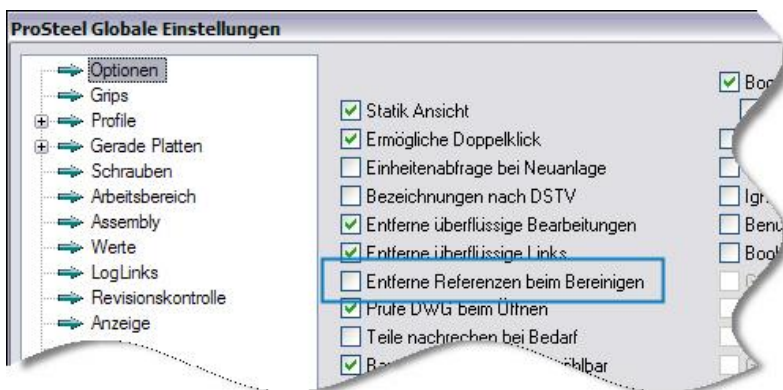 ProSteel Globale Einstellungen
Optionen
Grips
Profile
Gerade Platten
Schrauben
Arbeitsbereich
Assembly
Werte
LogLinks
Revisionskontrolle
Anzeige
Statik Ansicht
Ermögliche Doppelklick
Einheitenabfrage bei Neuanlage
Bezeichnungen nach DSTV
Entferne überflüssige Bearbeitungen
Entferne überflüssige Links
Entferne Referenzen beim Bereinigen
Prüfe DWG beim Öffnen
Teile nachrechen bei Bedarf